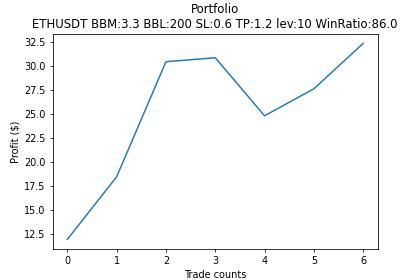 Portfolio
ETHUSDT BBM:3.3 BBL:200 SL:0.6 TP:1.2 lev:10 WinRatio:86.0
Profit ($)
32.5
30.0
27.5
25.0
22.5
20.0
17.5
15.0
12.5
0 1 2 3 4 5 6
Trade counts